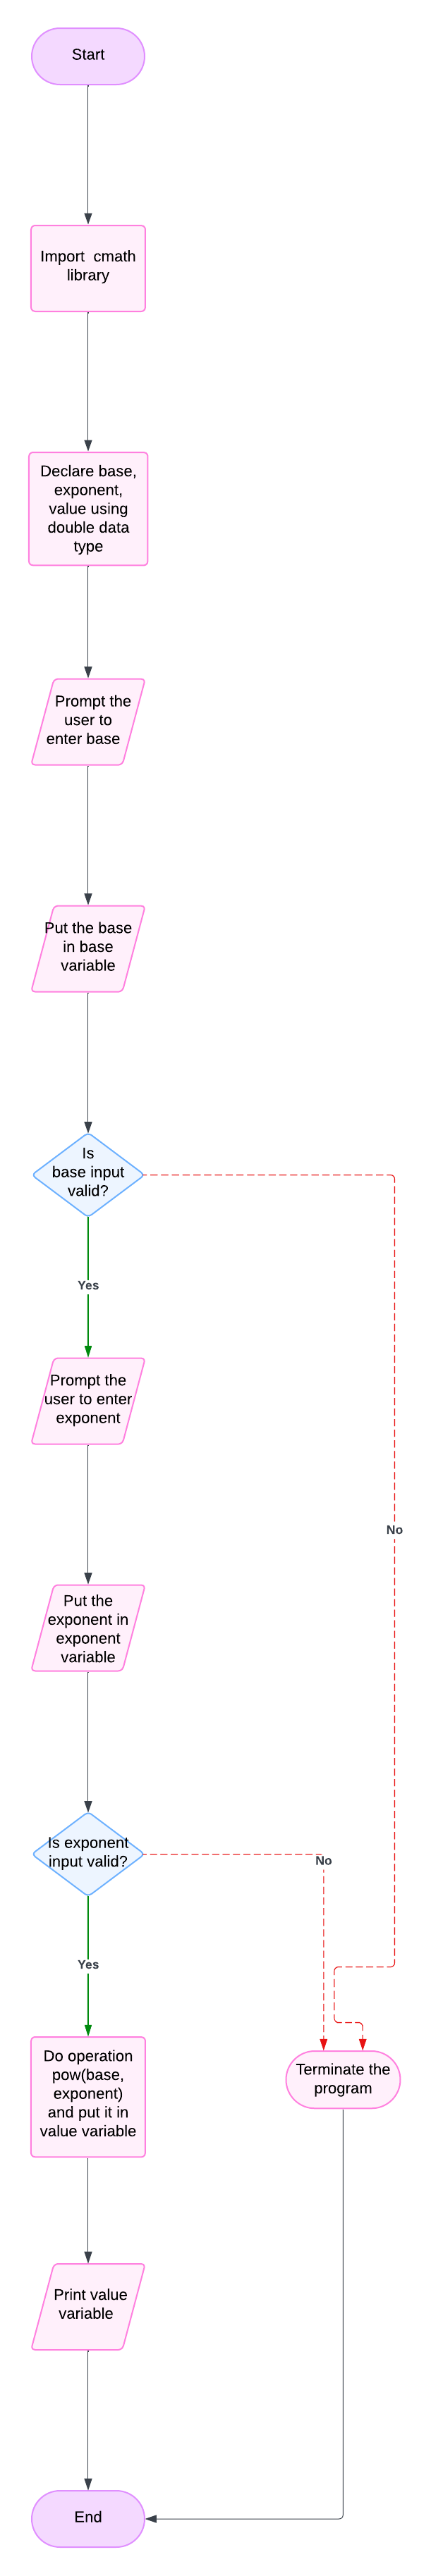 Start
Import cmath
library
Declare base,
exponent,
value using
double data
type
Prompt the
user to
enter base
Put the base
in base
variable
Is
base input
valid?
Yes
Prompt the
user to enter
exponent
No
Put the
exponent in
exponent
variable
Is exponent
input valid?
No
Yes
Do operation
pow(base,
exponent)
and put it in
value variable
Terminate the
program
Print value
variable
End